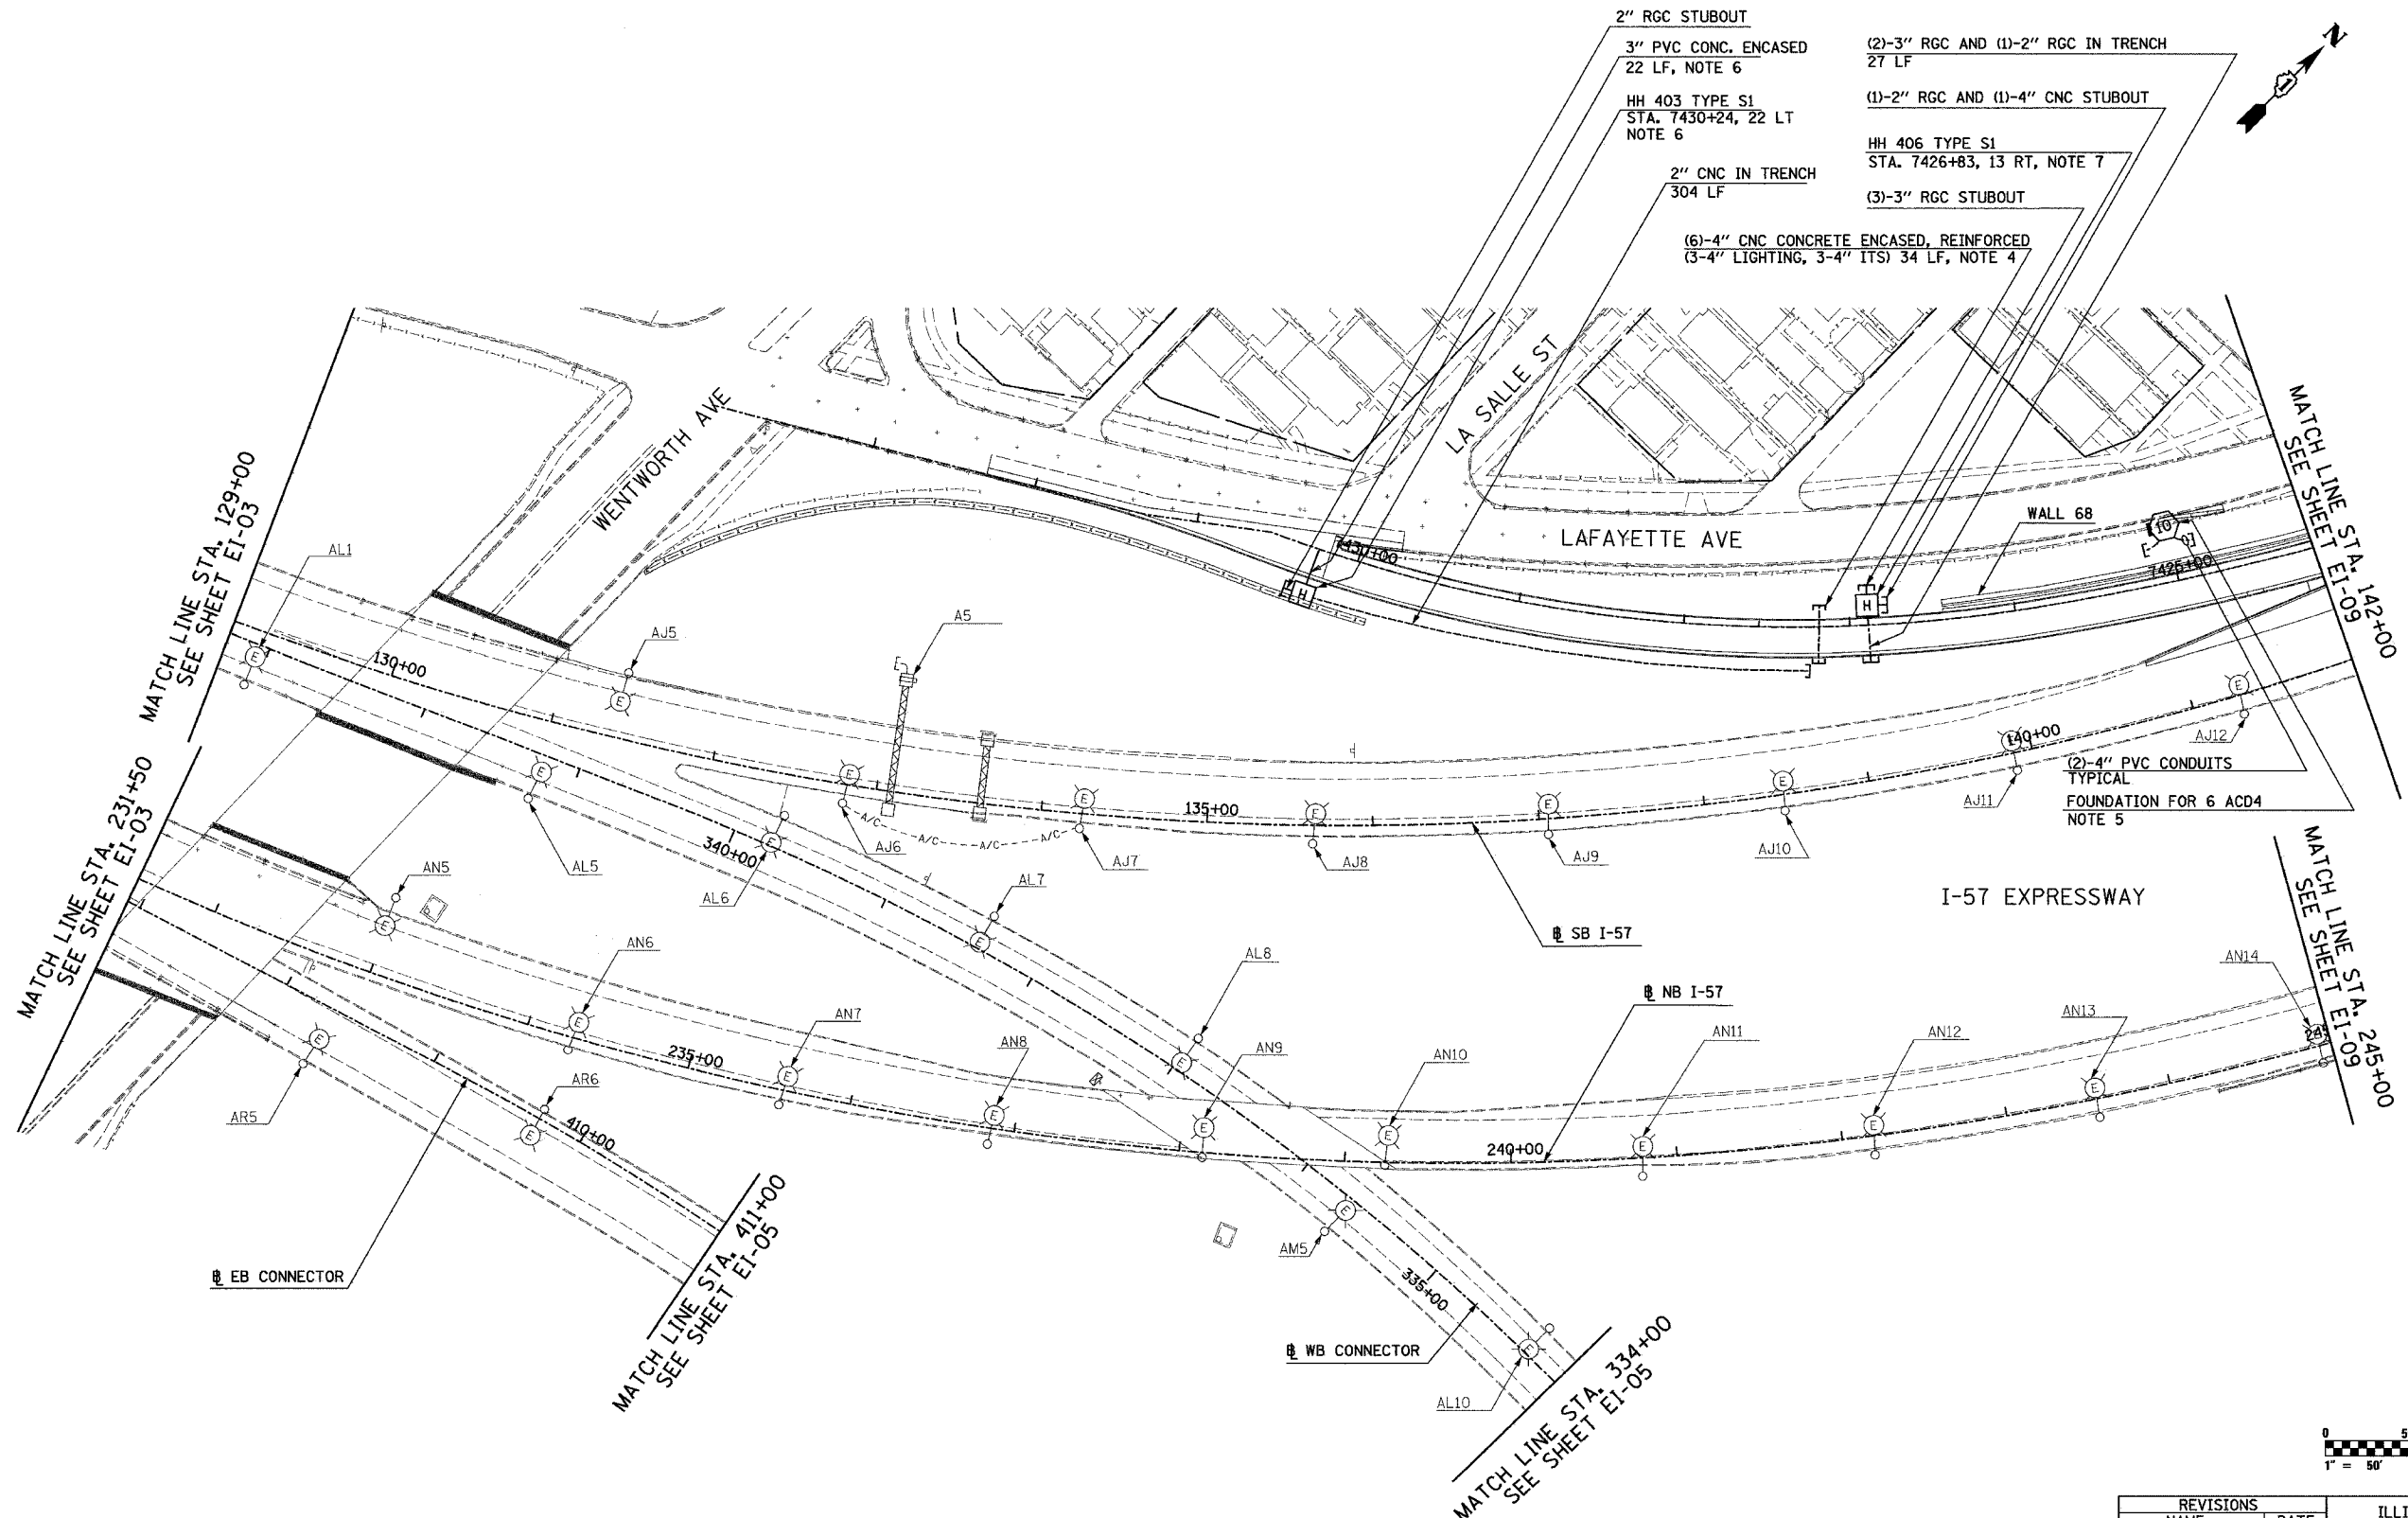 2" RGC STUBOUT
3" PVC CONC. ENCASED
22 LF, NOTE 6
HH 403 TYPE S1
STA. 7430+24, 22 LT
NOTE 6
2" CNC IN TRENCH
304 LF
(6)-4" CNC CONCRETE ENCASED, REINFORCED
(3-4" LIGHTING, 3-4" ITS) 34 LF, NOTE 4
(2)-3" RGC AND (1)-2" RGC IN TRENCH
27 LF
(1)-2" RGC AND (1)-4" CNC STUBOUT
HH 406 TYPE S1
STA. 7426+83, 13 RT, NOTE 7
(3)-3" RGC STUBOUT
N
WENTWORTH AVE
LA SALLE ST
LAFAYETTE AVE
WALL 68
10
7430+00
7425+00
H
H
MATCH LINE STA. 129+00
SEE SHEET EI-03
MATCH LINE STA. 142+00
SEE SHEET EI-09
AL1
130+00
AJ5
A5
AJ12
140+00
AJ11
(2)-4" PVC CONDUITS
TYPICAL
FOUNDATION FOR 6 ACD4
NOTE 5
MATCH LINE STA. 231+50
SEE SHEET EI-03
AL5
340+00
AL6
A/C
A/C
A/C
AJ6
AJ7
135+00
AJ8
AJ9
AJ10
AN5
AL7
I-57 EXPRESSWAY
℄ SB I-57
MATCH LINE STA. 245+00
SEE SHEET EI-09
AN6
AL8
AN14
℄ NB I-57
AN7
AN8
AN9
AN10
AN11
AN12
AN13
235+00
AR5
AR6
410+00
240+00
℄ EB CONNECTOR
MATCH LINE STA. 411+00
SEE SHEET EI-05
AM5
335+00
℄ WB CONNECTOR
AL10
MATCH LINE STA. 334+00
SEE SHEET EI-05
0
1" = 50'
REVISIONS
NAME
DATE